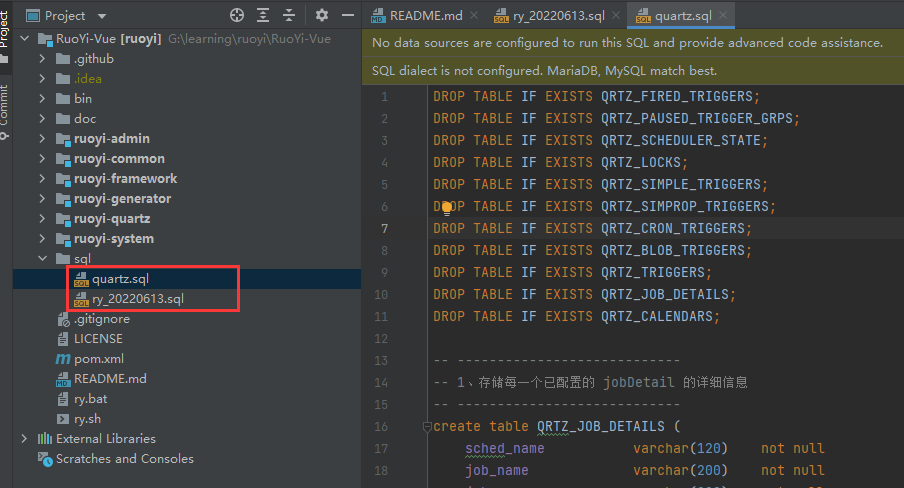 Project
README.md
ry_20220613.sql
quartz.sql
Project
Commit
RuoYi-Vue [ruoyi] G:\learning\ruoyi\RuoYi-Vue
.github
.idea
bin
doc
ruoyi-admin
ruoyi-common
ruoyi-framework
ruoyi-generator
ruoyi-quartz
ruoyi-system
sql
quartz.sql
ry_20220613.sql
.gitignore
LICENSE
pom.xml
README.md
ry.bat
ry.sh
External Libraries
Scratches and Consoles
No data sources are configured to run this SQL and provide advanced code assistance.
SQL dialect is not configured. MariaDB, MySQL match best.
1 DROP TABLE IF EXISTS QRTZ_FIRED_TRIGGERS;
2 DROP TABLE IF EXISTS QRTZ_PAUSED_TRIGGER_GRPS;
3 DROP TABLE IF EXISTS QRTZ_SCHEDULER_STATE;
4 DROP TABLE IF EXISTS QRTZ_LOCKS;
5 DROP TABLE IF EXISTS QRTZ_SIMPLE_TRIGGERS;
6 DROP TABLE IF EXISTS QRTZ_SIMPROP_TRIGGERS;
7 DROP TABLE IF EXISTS QRTZ_CRON_TRIGGERS;
8 DROP TABLE IF EXISTS QRTZ_BLOB_TRIGGERS;
9 DROP TABLE IF EXISTS QRTZ_TRIGGERS;
10 DROP TABLE IF EXISTS QRTZ_JOB_DETAILS;
11 DROP TABLE IF EXISTS QRTZ_CALENDARS;
12
13 -- ----------------------------
14 -- 1、存储每一个已配置的 jobDetail 的详细信息
15 -- ----------------------------
16 create table QRTZ_JOB_DETAILS (
17 sched_name varchar(120) not null
18 job_name varchar(200) not null